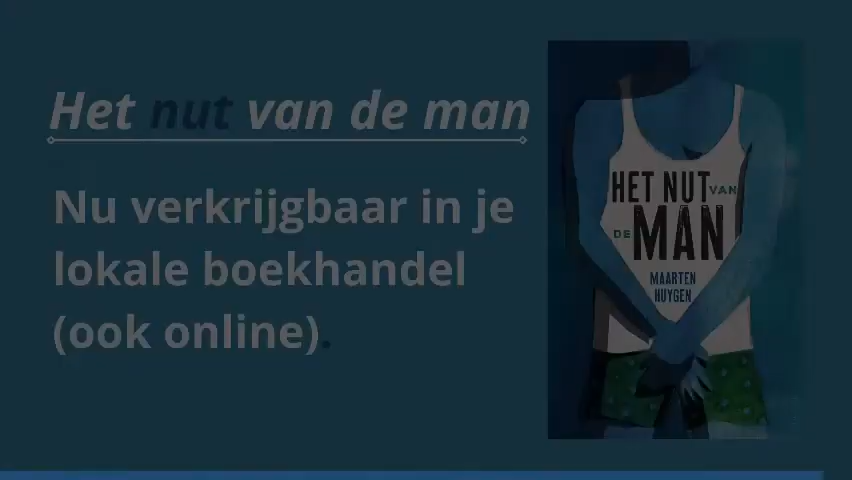 Het nut van de man
Nu verkrijgbaar in je
lokale boekhandel
(ook online).
HET NUT VAN
DE MAN
MAARTEN
HUYGEN